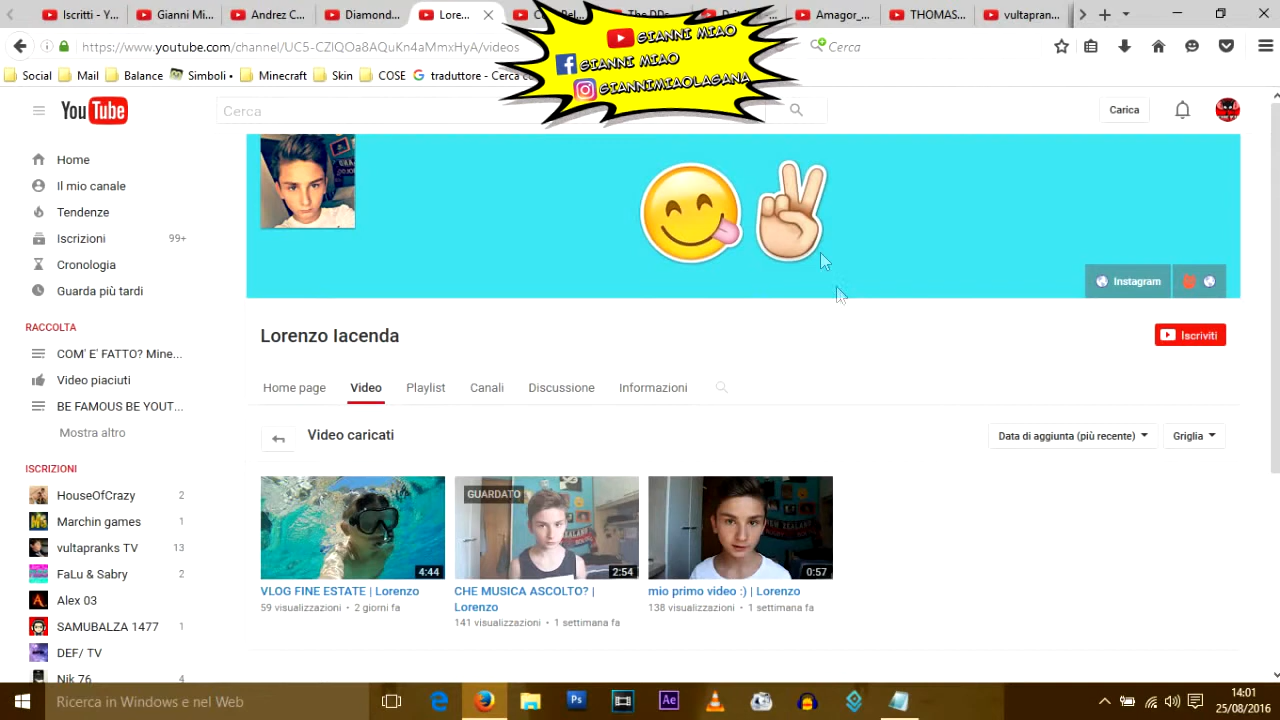 Lore.
Amagor_
THOMAS.
vultapran..
https://www.youtube.com/channel/UC5-CZIQOa8AQuKn4aMmxHyA/videos
Cerca
GIANNI MIAO
GIANNI MIAO
GIANNIMIAOLAGANA
Social
Mail
Balance
Simboli •
Minecraft
Skin
COSE
traduttore - Cerca co
You Tube
Cerca
Carica
Home
Il mio canale
Tendenze
Iscrizioni 99+
Cronologia
Guarda più tardi
RACCOLTA
COM' E' FATTO? Mine...
Video piaciuti
BE FAMOUS BE YOUT...
Mostra altro
ISCRIZIONI
HouseOfCrazy 2
Marchin games 1
vultapranks TV 13
FaLu & Sabry 2
Alex 03
SAMUBALZA 1477 1
DEF/ TV
Nik 76 4
Instagram
Lorenzo Iacenda
Iscriviti
Home page
Video
Playlist
Canali
Discussione
Informazioni
Video caricati
Data di aggiunta (più recente)
Griglia
4:44
VLOG FINE ESTATE | Lorenzo
59 visualizzazioni • 2 giorni fa
GUARDATO
2:54
CHE MUSICA ASCOLTO? |
Lorenzo
141 visualizzazioni • 1 settimana fa
NEW ZEALAND
0:57
mio primo video :) | Lorenzo
138 visualizzazioni • 1 settimana fa
Ricerca in Windows e nel Web
Ps
Ae
14:01
25/08/2016